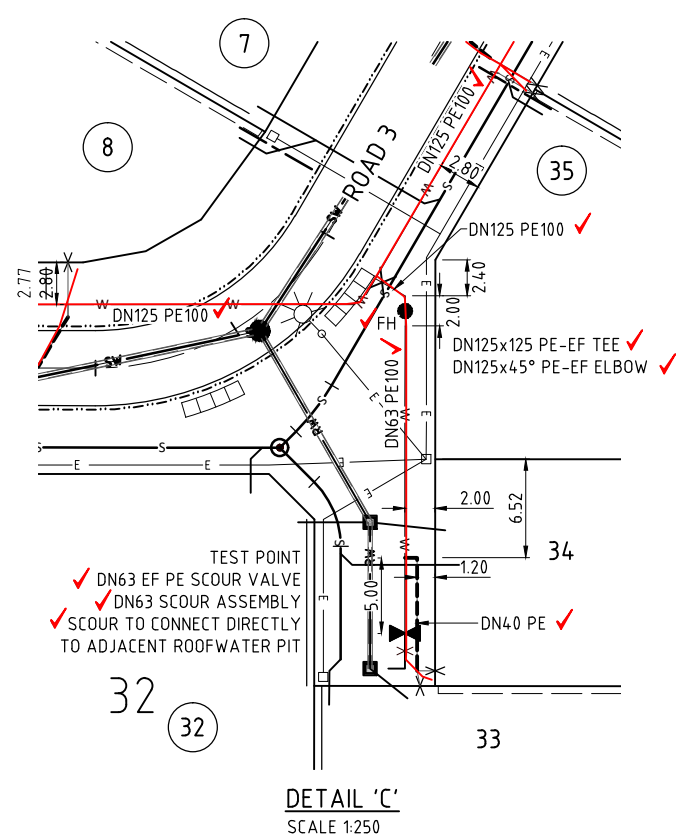 7
8
35
ROAD 3
DN125 PE100
2.80
DN125 PE100
2.77
2.80
DN125 PE100
2.40
2.00
FH
DN125x125 PE-EF TEE
DN125x45° PE-EF ELBOW
DN63 PE100
W
W
W
W
W
W
S
S
S
S
S
S
E
E
E
E
E
E
E
E
E
SW
RW
2.00
6.52
1.20
34
5.00
TEST POINT
DN63 EF PE SCOUR VALVE
DN63 SCOUR ASSEMBLY
SCOUR TO CONNECT DIRECTLY
TO ADJACENT ROOFWATER PIT
DN40 PE
32
32
33
DETAIL 'C'
SCALE 1:250